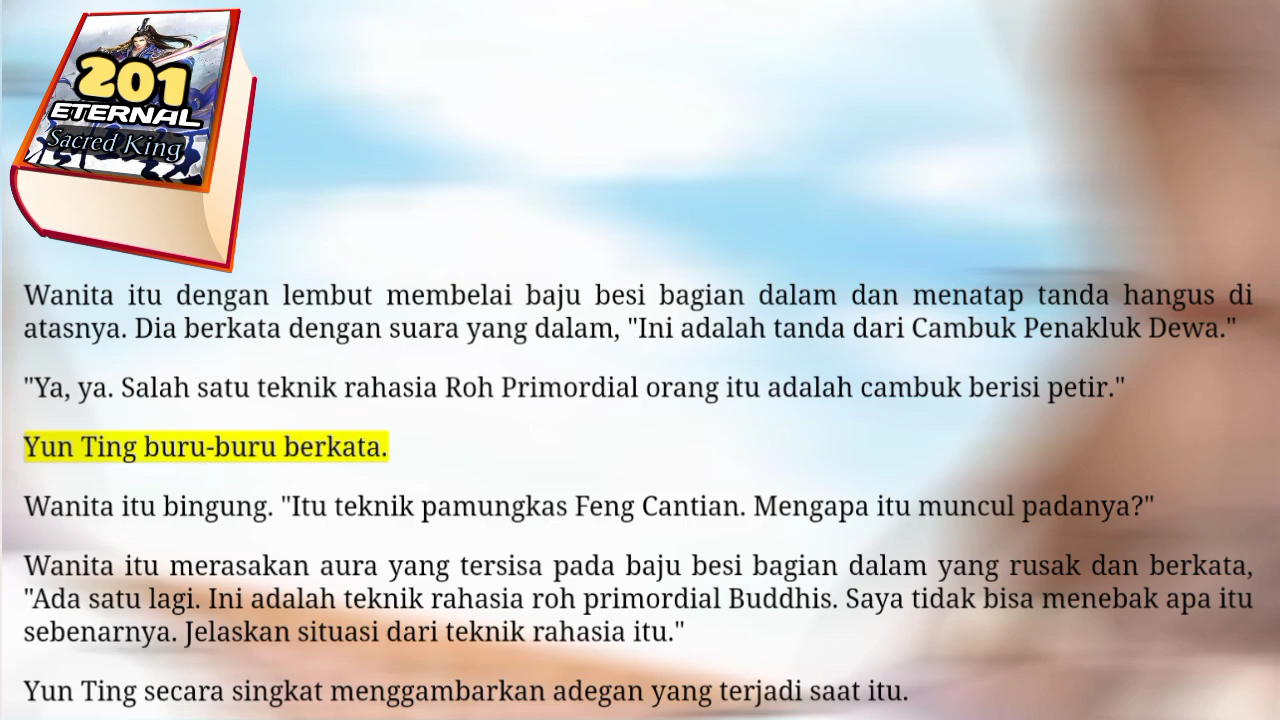 201
ETERNAL
Sacred King
Wanita itu dengan lembut membelai baju besi bagian dalam dan menatap tanda hangus di
atasnya. Dia berkata dengan suara yang dalam, "Ini adalah tanda dari Cambuk Penakluk Dewa."
"Ya, ya. Salah satu teknik rahasia Roh Primordial orang itu adalah cambuk berisi petir."
Yun Ting buru-buru berkata.
Wanita itu bingung. "Itu teknik pamungkas Feng Cantian. Mengapa itu muncul padanya?"
Wanita itu merasakan aura yang tersisa pada baju besi bagian dalam yang rusak dan berkata,
"Ada satu lagi. Ini adalah teknik rahasia roh primordial Buddhis. Saya tidak bisa menebak apa itu
sebenarnya. Jelaskan situasi dari teknik rahasia itu."
Yun Ting secara singkat menggambarkan adegan yang terjadi saat itu.